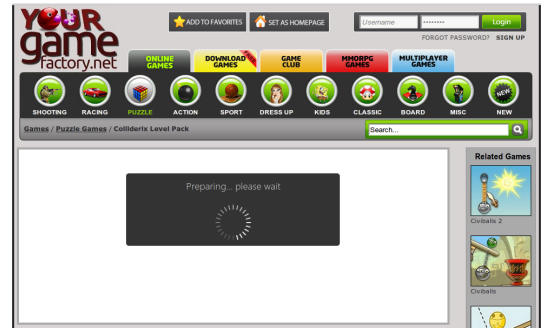 YOUR
game
Factory.net
ADD TO FAVORITES
SET AS HOMEPAGE
Username
Login
FORGOT PASSWORD? SIGN UP
ONLINE GAMES
DOWNLOAD GAMES
GAME CLUB
MMORPG GAMES
MULTIPLAYER GAMES
SHOOTING
RACING
PUZZLE
ACTION
SPORT
DRESS UP
KIDS
CLASSIC
BOARD
MISC
NEW
NEW
Games / Puzzle Games / Colliderix Level Pack
Search...
Preparing... please wait
Related Games
Civiballs 2
Civiballs